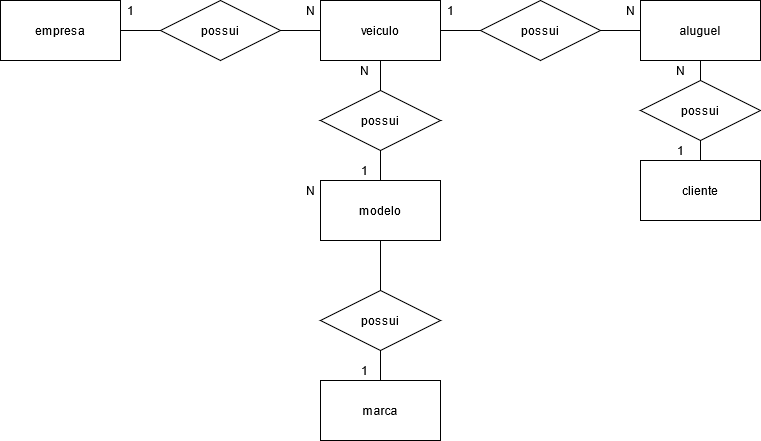 1 N 1 N
empresa possui veiculo possui aluguel
N N
possui possui
1 1
N modelo cliente
possui
1
marca